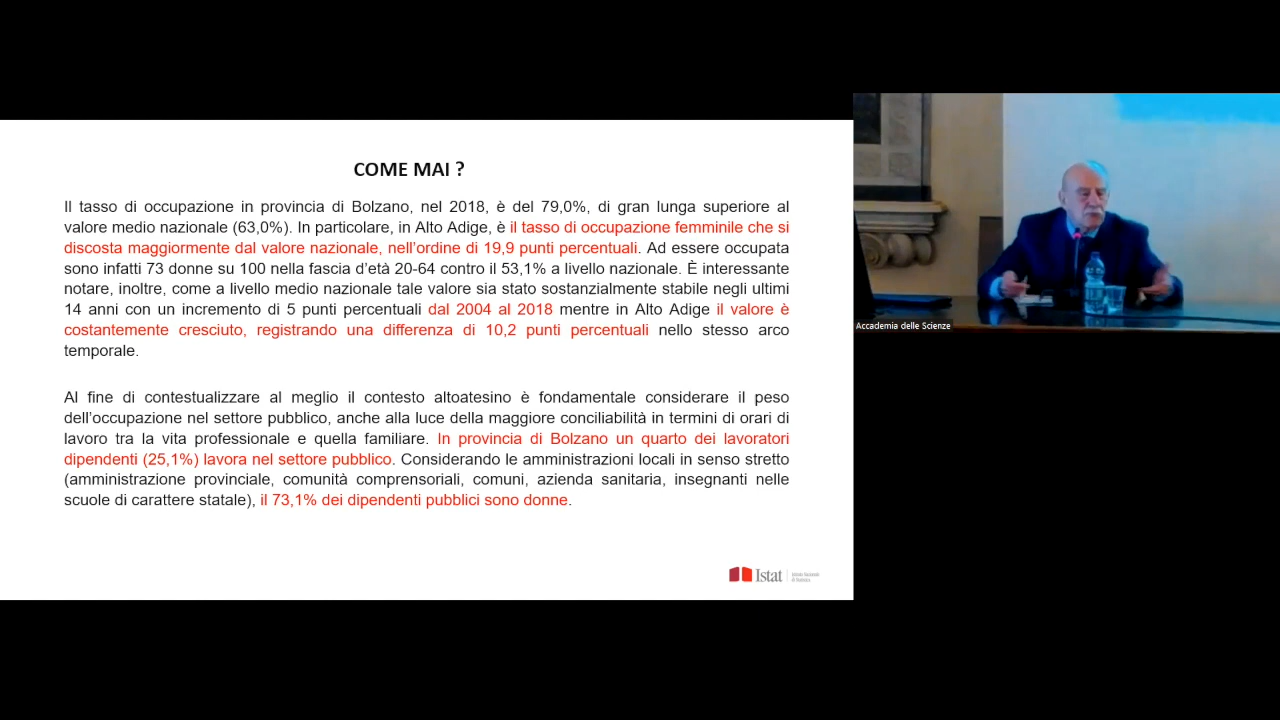 COME MAI ?
Il tasso di occupazione in provincia di Bolzano, nel 2018, è del 79,0%, di gran lunga superiore al
valore medio nazionale (63,0%). In particolare, in Alto Adige, è il tasso di occupazione femminile che si
discosta maggiormente dal valore nazionale, nell'ordine di 19,9 punti percentuali. Ad essere occupata
sono infatti 73 donne su 100 nella fascia d'età 20-64 contro il 53,1% a livello nazionale. È interessante
notare, inoltre, come a livello medio nazionale tale valore sia stato sostanzialmente stabile negli ultimi
14 anni con un incremento di 5 punti percentuali dal 2004 al 2018 mentre in Alto Adige il valore è
costantemente cresciuto, registrando una differenza di 10,2 punti percentuali nello stesso arco
temporale.
Al fine di contestualizzare al meglio il contesto altoatesino è fondamentale considerare il peso
dell'occupazione nel settore pubblico, anche alla luce della maggiore conciliabilità in termini di orari di
lavoro tra la vita professionale e quella familiare. In provincia di Bolzano un quarto dei lavoratori
dipendenti (25,1%) lavora nel settore pubblico. Considerando le amministrazioni locali in senso stretto
(amministrazione provinciale, comunità comprensoriali, comuni, azienda sanitaria, insegnanti nelle
scuole di carattere statale), il 73,1% dei dipendenti pubblici sono donne.
Istat
Accademia delle Scienze